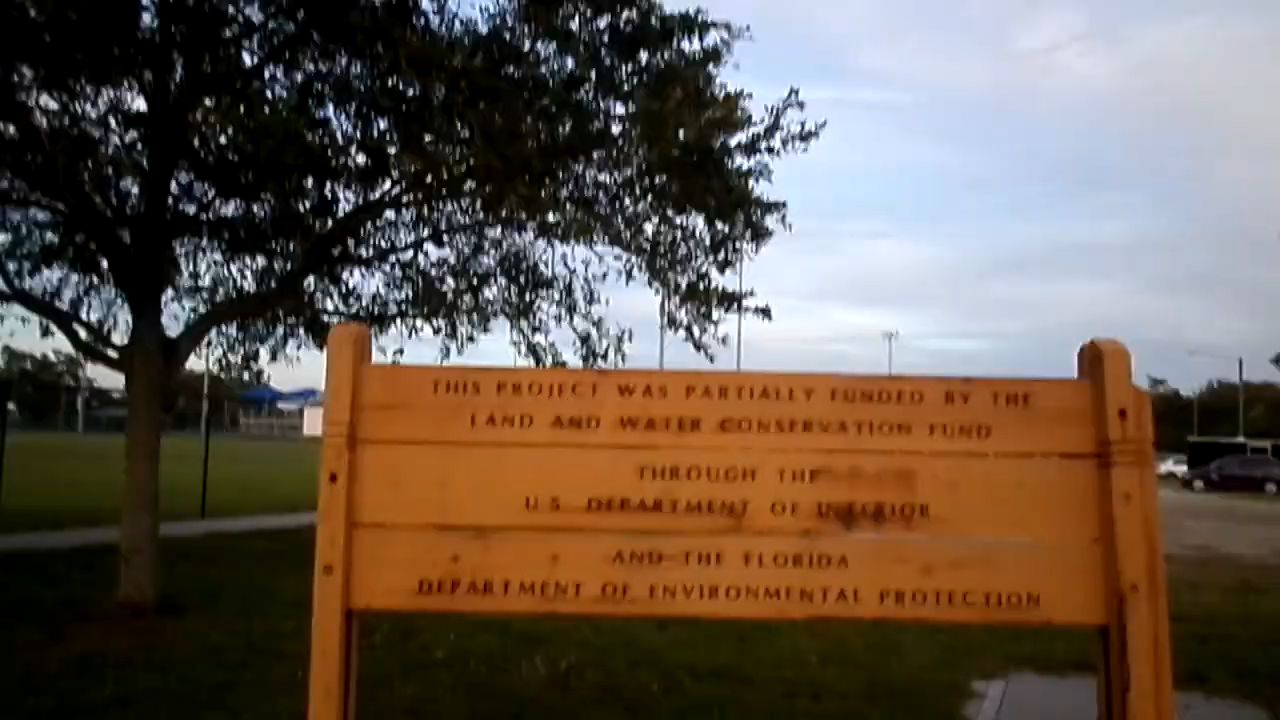 THIS PROJECT WAS PARTIALLY FUNDED BY THE
LAND AND WATER CONSERVATION FUND
THROUGH THE
U.S. DEPARTMENT OF INTERIOR
AND THE FLORIDA
DEPARTMENT OF ENVIRONMENTAL PROTECTION